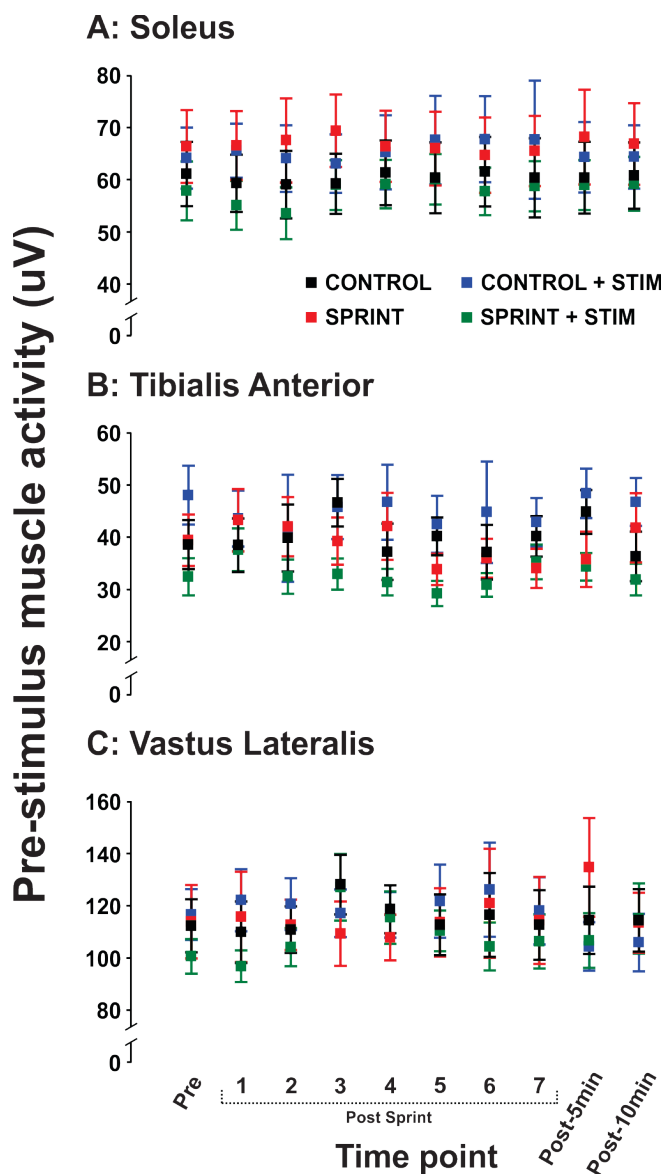 A: Soleus
80
70
60
50
40
0
CONTROL
CONTROL + STIM
SPRINT
SPRINT + STIM
Pre-stimulus muscle activity (uV)
B: Tibialis Anterior
60
50
40
30
20
0
C: Vastus Lateralis
160
140
120
100
80
0
Pre
1
2
3
4
5
6
7
Post-5min
Post-10min
Post Sprint
Time point